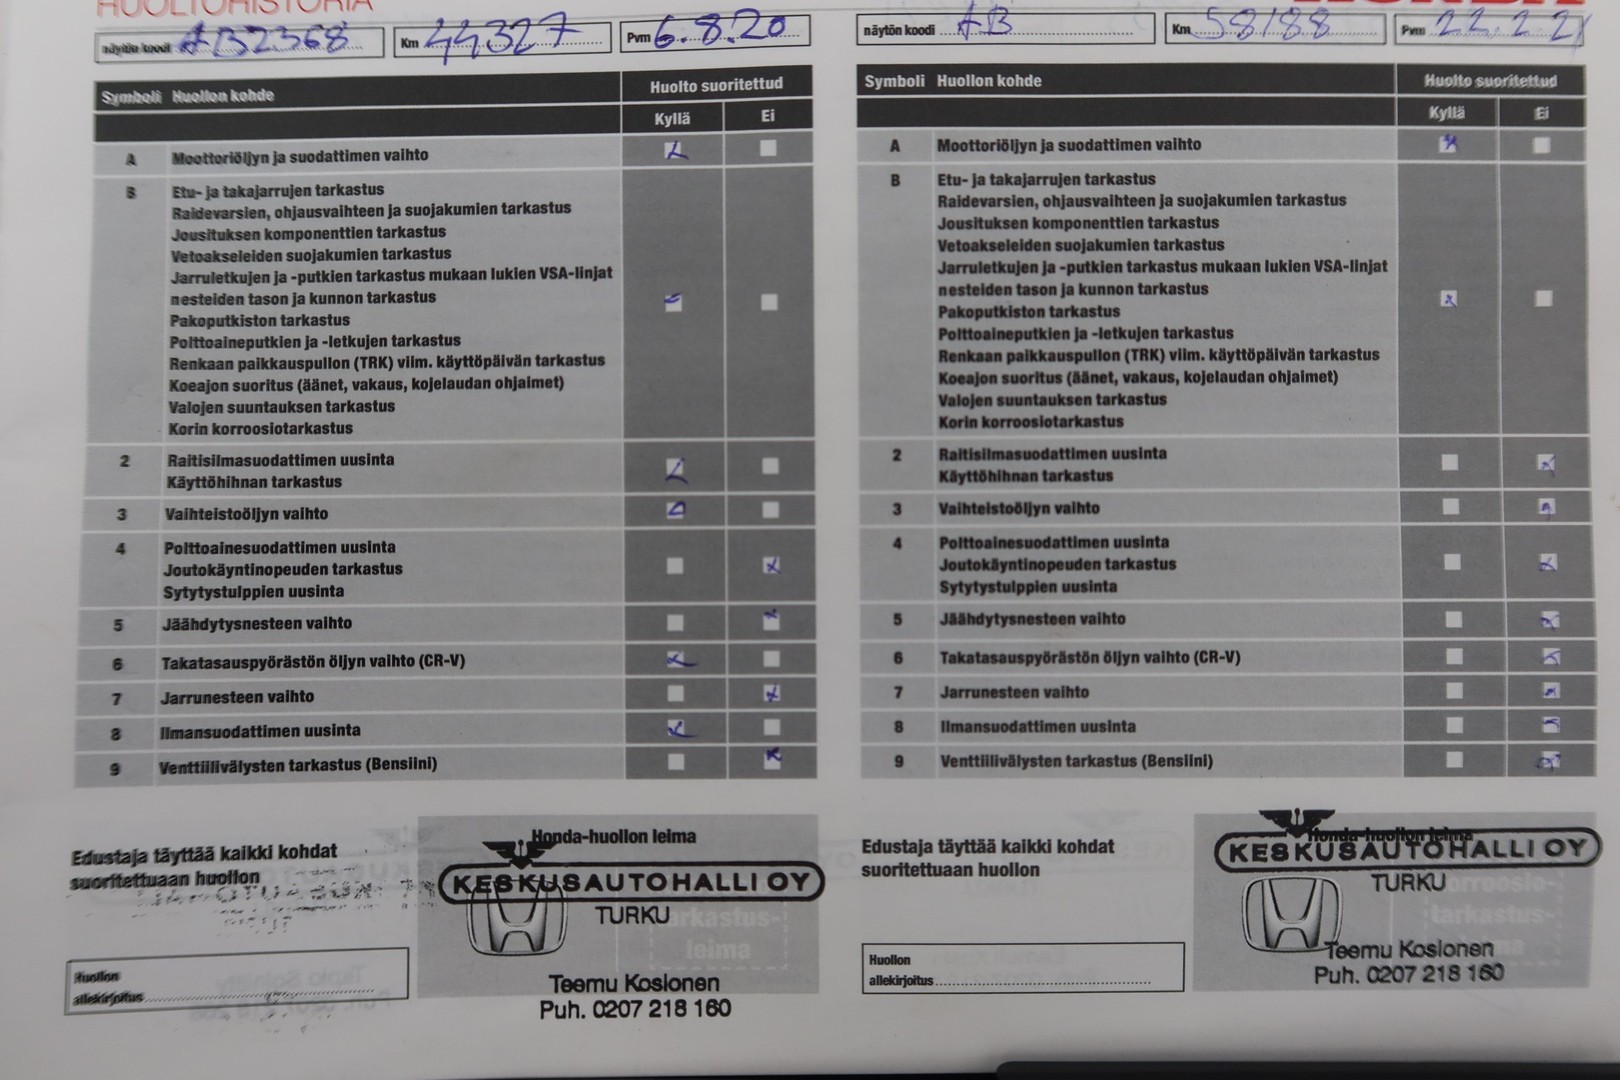 HUOLTOHISTORIA
näytön koodi AB2368 Km 44327 Pvm 6.8.20
Symboli Huollon kohde Huolto suoritettud
Kyllä Ei
A Moottoriöljyn ja suodattimen vaihto
B Etu- ja takajarrujen tarkastus
Raidevarsien, ohjausvaihteen ja suojakumien tarkastus
Jousituksen komponenttien tarkastus
Vetoakseleiden suojakumien tarkastus
Jarruletkujen ja -putkien tarkastus mukaan lukien VSA-linjat
nesteiden tason ja kunnon tarkastus
Pakoputkiston tarkastus
Polttoaineputkien ja -letkujen tarkastus
Renkaan paikkauspullon (TRK) viim. käyttöpäivän tarkastus
Koeajon suoritus (äänet, vakaus, kojelaudan ohjaimet)
Valojen suuntauksen tarkastus
Korin korroosiotarkastus
2 Raitisilmasuodattimen uusinta
Käyttöhihnan tarkastus
3 Vaihteistoöljyn vaihto
4 Polttoainesuodattimen uusinta
Joutokäyntinopeuden tarkastus
Sytytystulppien uusinta
5 Jäähdytysnesteen vaihto
6 Takatasauspyörästön öljyn vaihto (CR-V)
7 Jarrunesteen vaihto
8 Ilmansuodattimen uusinta
9 Venttiilivälysten tarkastus (Bensiini)
Edustaja täyttää kaikki kohdat
suoritettuaan huollon
Honda-huollon leima
KESKUSAUTOHALLI OY
TURKU
Teemu Koslonen
Puh. 0207 218 160
Huollon
allekirjoitus
näytön koodi AB Km 58188 Pvm 22.2.21
Symboli Huollon kohde Huolto suoritettud
Kyllä Ei
A Moottoriöljyn ja suodattimen vaihto
B Etu- ja takajarrujen tarkastus
Raidevarsien, ohjausvaihteen ja suojakumien tarkastus
Jousituksen komponenttien tarkastus
Vetoakseleiden suojakumien tarkastus
Jarruletkujen ja -putkien tarkastus mukaan lukien VSA-linjat
nesteiden tason ja kunnon tarkastus
Pakoputkiston tarkastus
Polttoaineputkien ja -letkujen tarkastus
Renkaan paikkauspullon (TRK) viim. käyttöpäivän tarkastus
Koeajon suoritus (äänet, vakaus, kojelaudan ohjaimet)
Valojen suuntauksen tarkastus
Korin korroosiotarkastus
2 Raitisilmasuodattimen uusinta
Käyttöhihnan tarkastus
3 Vaihteistoöljyn vaihto
4 Polttoainesuodattimen uusinta
Joutokäyntinopeuden tarkastus
Sytytystulppien uusinta
5 Jäähdytysnesteen vaihto
6 Takatasauspyörästön öljyn vaihto (CR-V)
7 Jarrunesteen vaihto
8 Ilmansuodattimen uusinta
9 Venttiilivälysten tarkastus (Bensiini)
Edustaja täyttää kaikki kohdat
suoritettuaan huollon
Honda-huollon leima
KESKUSAUTOHALLI OY
TURKU
Teemu Koslonen
Puh. 0207 218 160
Huollon
allekirjoitus